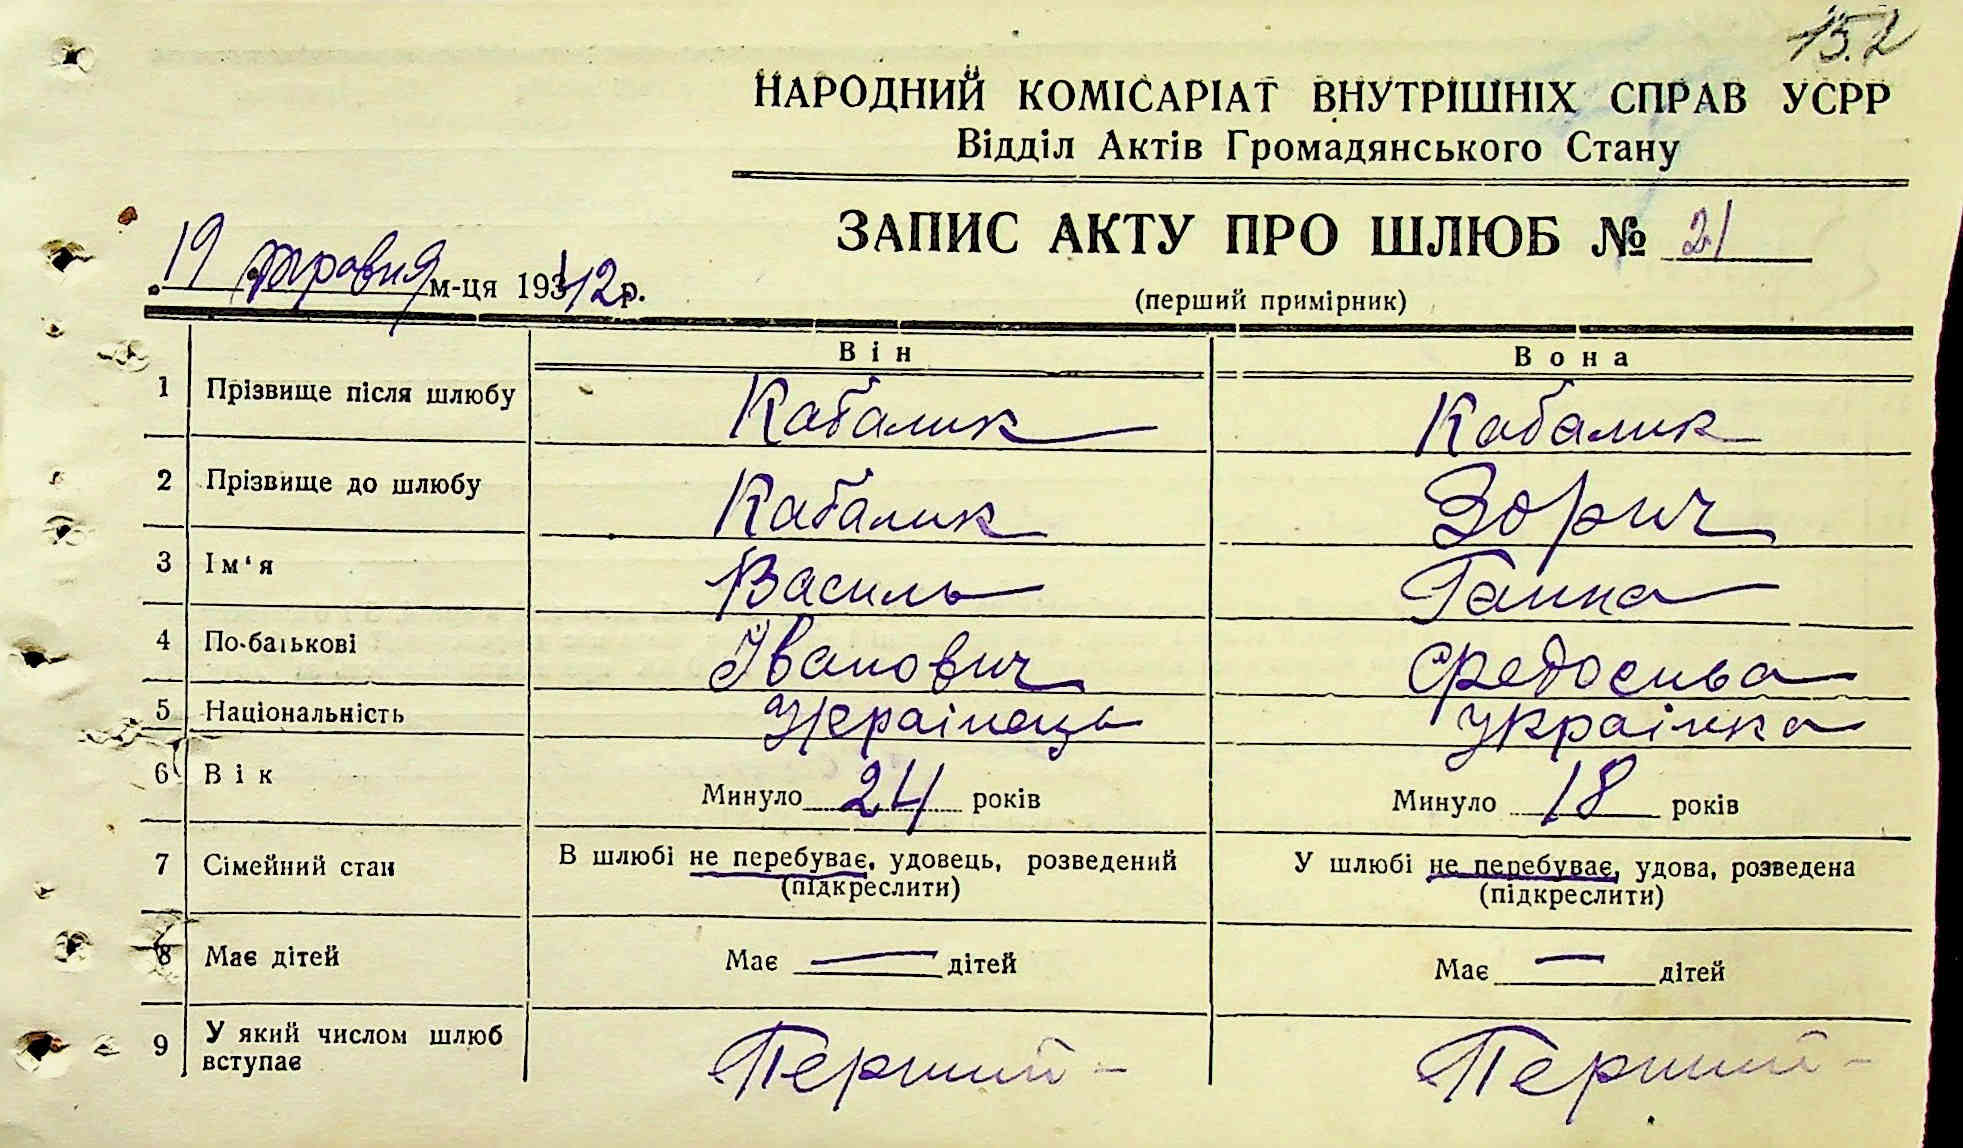 152
НАРОДНИЙ КОМІСАРІАТ ВНУТРІШНІХ СПРАВ УСРР
Відділ Актів Громадянського Стану
ЗАПИС АКТУ ПРО ШЛЮБ № 21
19 травня м-ця 1942 р.
(перший примірник)
Він Вона
1 Прізвище після шлюбу Кабалик Кабалик
2 Прізвище до шлюбу Кабалик Зорич
3 Ім'я Василь Ганна
4 По-батькові Іванович Федосьівна
5 Національність Українець Українка
6 Вік Минуло 24 років Минуло 18 років
7 Сімейний стан В шлюбі не перебуває, удовець, розведений У шлюбі не перебуває, удова, розведена
(підкреслити) (підкреслити)
8 Має дітей Має — дітей Має — дітей
9 У який числом шлюб
вступає Перший - Перший -